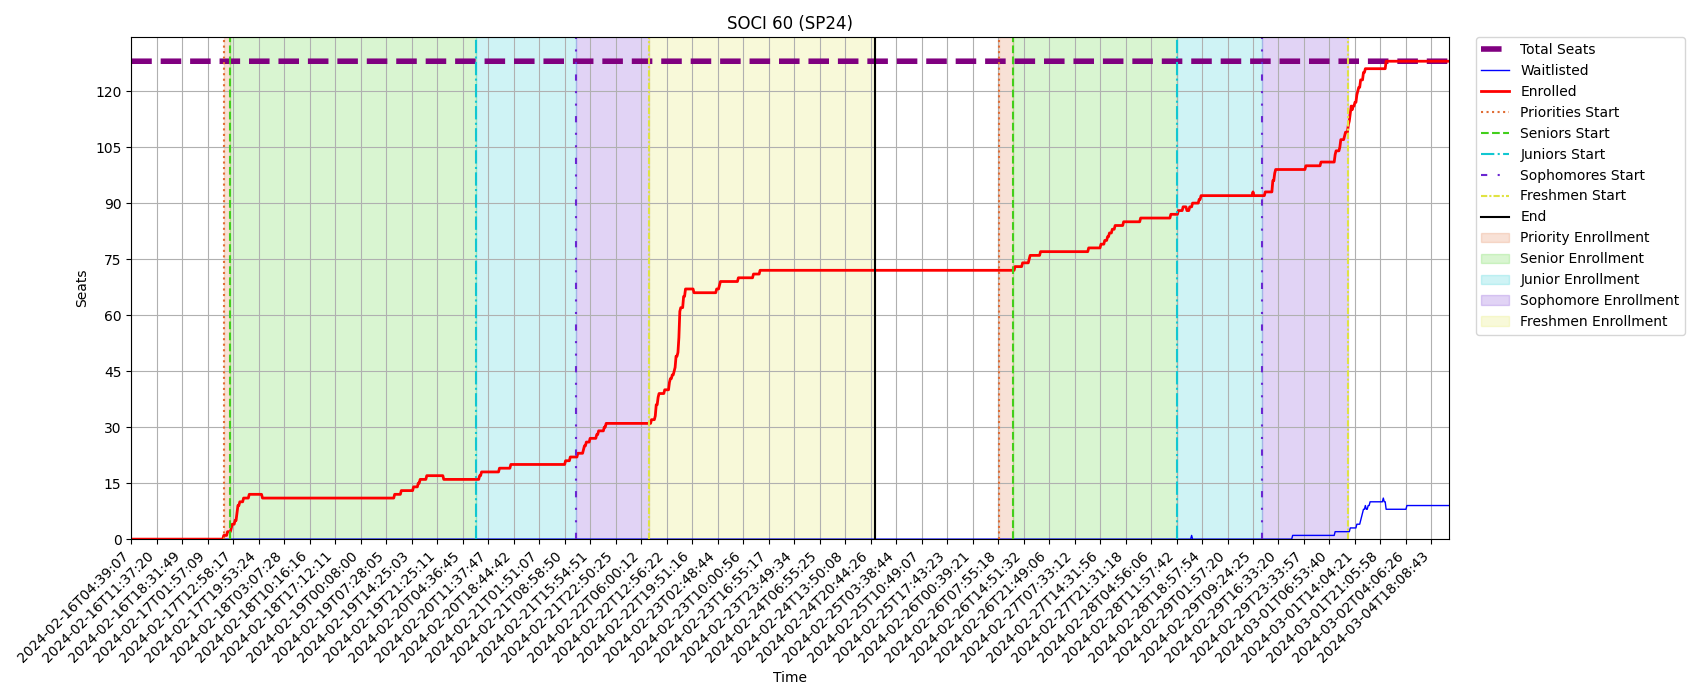 SOCI 60 (SP24)
Seats
120
105
90
75
60
45
30
15
0
2024-02-16T04:39:07
2024-02-16T11:37:20
2024-02-16T18:31:49
2024-02-17T01:57:09
2024-02-17T12:58:17
2024-02-17T19:53:24
2024-02-18T03:07:28
2024-02-18T10:16:16
2024-02-18T17:12:11
2024-02-19T00:08:00
2024-02-19T07:28:05
2024-02-19T14:25:03
2024-02-19T21:25:11
2024-02-20T04:36:45
2024-02-20T11:37:47
2024-02-20T18:44:42
2024-02-21T01:51:07
2024-02-21T08:58:50
2024-02-21T15:54:51
2024-02-21T22:50:25
2024-02-22T06:00:12
2024-02-22T12:56:22
2024-02-22T19:51:16
2024-02-23T02:48:44
2024-02-23T10:00:56
2024-02-23T16:55:17
2024-02-23T23:49:34
2024-02-24T06:55:25
2024-02-24T13:50:08
2024-02-24T20:44:26
2024-02-25T03:38:44
2024-02-25T10:49:07
2024-02-25T17:43:23
2024-02-26T00:39:21
2024-02-26T07:55:18
2024-02-26T14:51:32
2024-02-26T21:49:06
2024-02-27T07:33:12
2024-02-27T14:31:56
2024-02-27T21:31:18
2024-02-28T04:56:06
2024-02-28T11:57:42
2024-02-28T18:57:54
2024-02-29T01:57:20
2024-02-29T09:24:25
2024-02-29T16:33:20
2024-02-29T23:33:57
2024-03-01T06:53:40
2024-03-01T14:04:21
2024-03-01T21:05:58
2024-03-02T04:06:26
2024-03-04T18:08:43
Time
Total Seats
Waitlisted
Enrolled
Priorities Start
Seniors Start
Juniors Start
Sophomores Start
Freshmen Start
End
Priority Enrollment
Senior Enrollment
Junior Enrollment
Sophomore Enrollment
Freshmen Enrollment